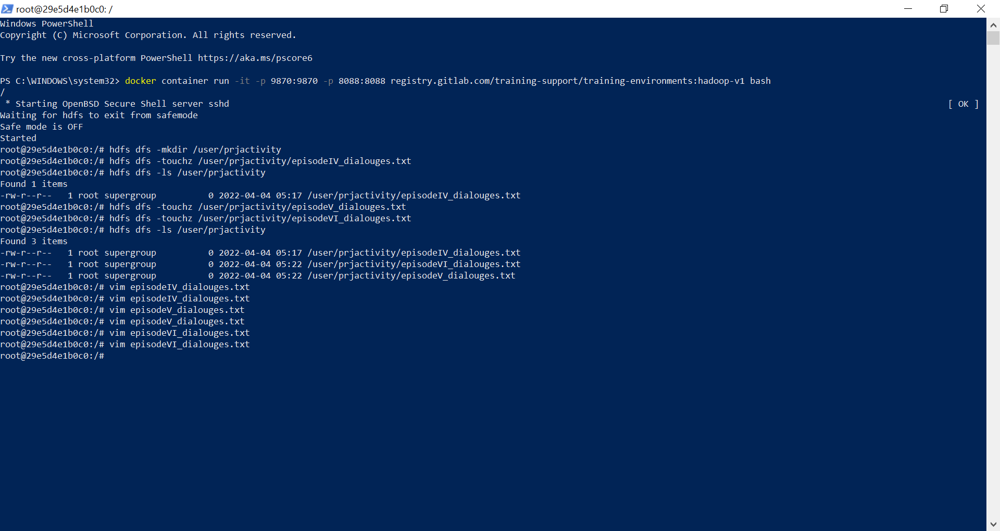 root@29e5d4e1b0c0: /
Windows PowerShell
Copyright (C) Microsoft Corporation. All rights reserved.
Try the new cross-platform PowerShell https://aka.ms/pscore6
PS C:\WINDOWS\system32> docker container run -it -p 9870:9870 -p 8088:8088 registry.gitlab.com/training-support/training-environments:hadoop-v1 bash
/
 * Starting OpenBSD Secure Shell server sshd [ OK ]
Waiting for hdfs to exit from safemode
Safe mode is OFF
Started
root@29e5d4e1b0c0:/# hdfs dfs -mkdir /user/prjactivity
root@29e5d4e1b0c0:/# hdfs dfs -touchz /user/prjactivity/episodeIV_dialouges.txt
root@29e5d4e1b0c0:/# hdfs dfs -ls /user/prjactivity
Found 1 items
-rw-r--r--   1 root supergroup          0 2022-04-04 05:17 /user/prjactivity/episodeIV_dialouges.txt
root@29e5d4e1b0c0:/# hdfs dfs -touchz /user/prjactivity/episodeV_dialouges.txt
root@29e5d4e1b0c0:/# hdfs dfs -touchz /user/prjactivity/episodeVI_dialouges.txt
root@29e5d4e1b0c0:/# hdfs dfs -ls /user/prjactivity
Found 3 items
-rw-r--r--   1 root supergroup          0 2022-04-04 05:17 /user/prjactivity/episodeIV_dialouges.txt
-rw-r--r--   1 root supergroup          0 2022-04-04 05:22 /user/prjactivity/episodeVI_dialouges.txt
-rw-r--r--   1 root supergroup          0 2022-04-04 05:22 /user/prjactivity/episodeV_dialouges.txt
root@29e5d4e1b0c0:/# vim episodeIV_dialouges.txt
root@29e5d4e1b0c0:/# vim episodeIV_dialouges.txt
root@29e5d4e1b0c0:/# vim episodeV_dialouges.txt
root@29e5d4e1b0c0:/# vim episodeV_dialouges.txt
root@29e5d4e1b0c0:/# vim episodeVI_dialouges.txt
root@29e5d4e1b0c0:/# vim episodeVI_dialouges.txt
root@29e5d4e1b0c0:/#